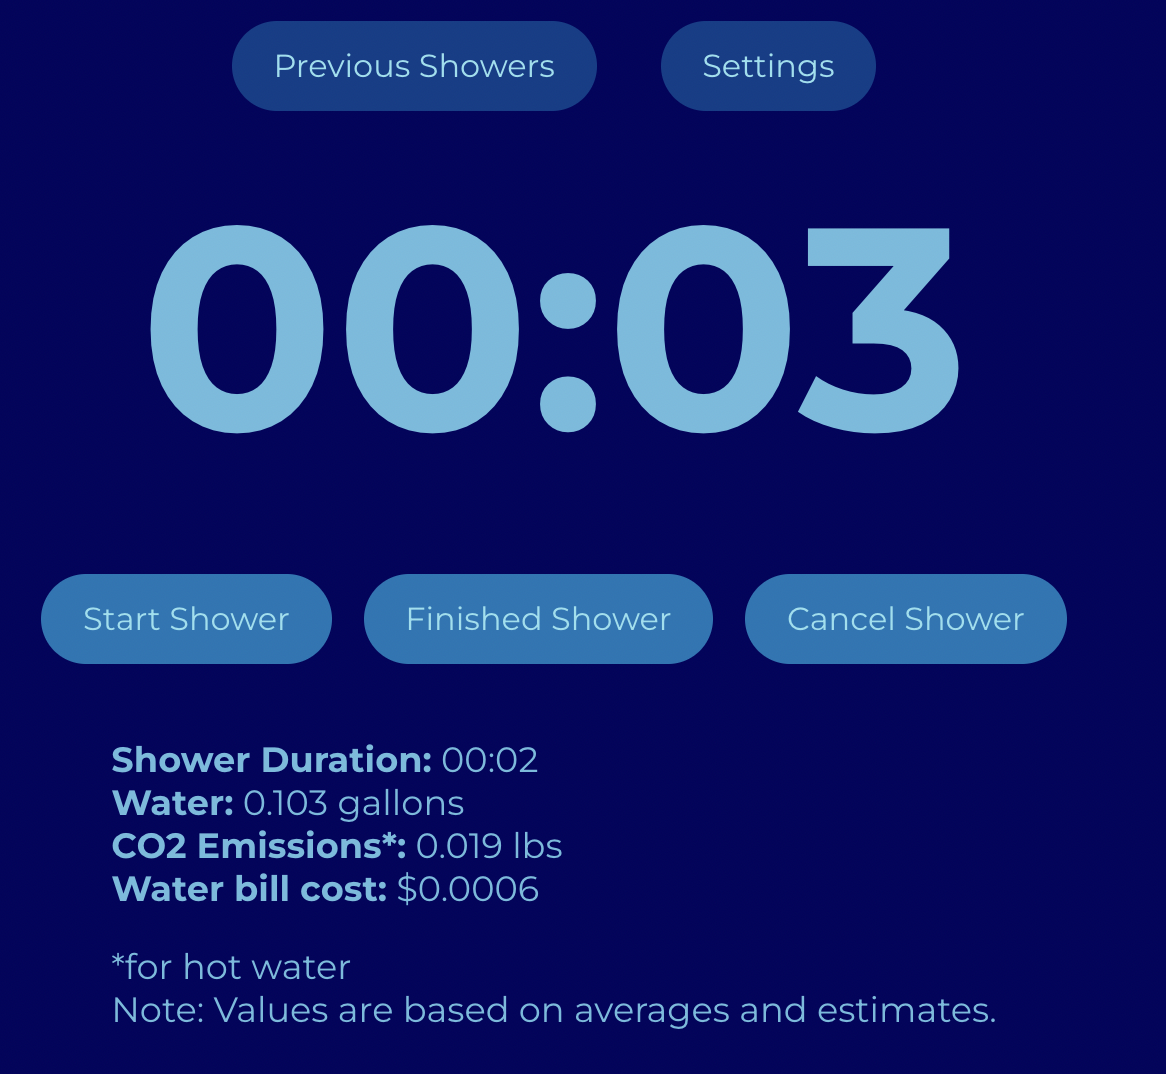 Previous Showers Settings
00:03
Start Shower Finished Shower Cancel Shower
Shower Duration: 00:02
Water: 0.103 gallons
CO2 Emissions*: 0.019 lbs
Water bill cost: $0.0006
*for hot water
Note: Values are based on averages and estimates.